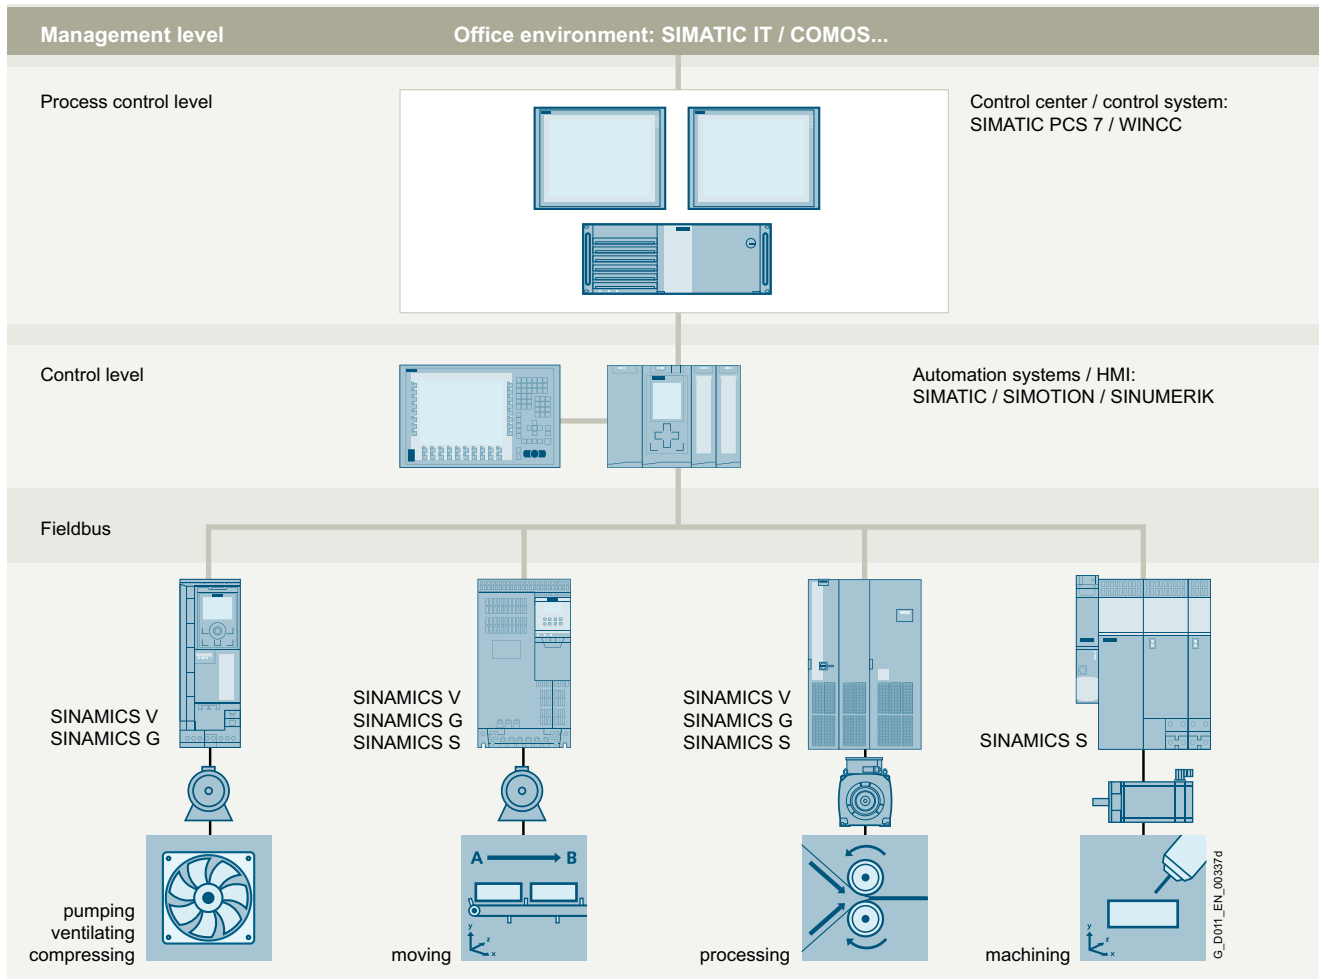 Management level
Office environment: SIMATIC IT / COMOS...
Process control level
Control center / control system:
SIMATIC PCS 7 / WINCC
Control level
Automation systems / HMI:
SIMATIC / SIMOTION / SINUMERIK
Fieldbus
SINAMICS V
SINAMICS G
SINAMICS V
SINAMICS G
SINAMICS S
SINAMICS V
SINAMICS G
SINAMICS S
SINAMICS S
pumping
ventilating
compressing
A B
y
z
x
moving
processing
y
z
x
machining
G_D011_EN_00337d